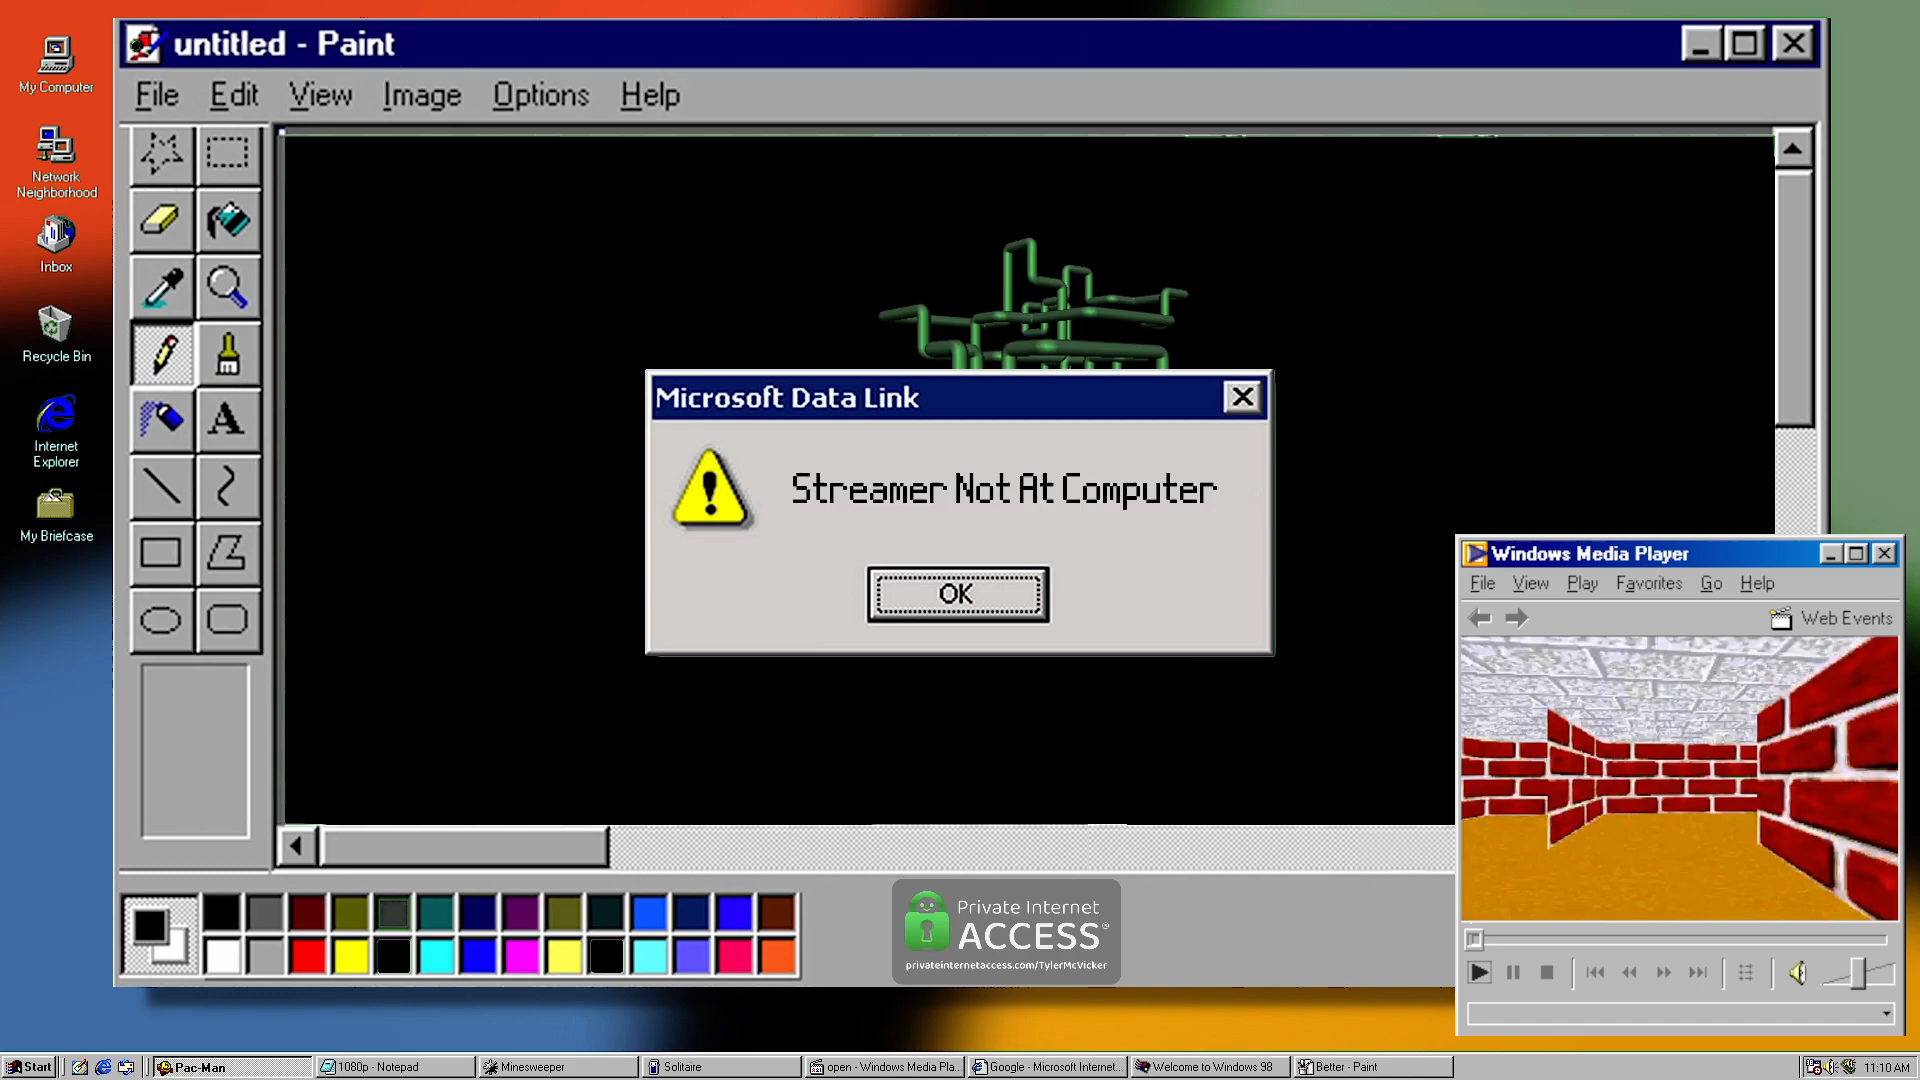 untitled - Paint
File Edit View Image Options Help
My Computer
Network
Neighborhood
Inbox
Recycle Bin
Internet
Explorer
My Briefcase
Microsoft Data Link
Streamer Not At Computer
OK
Windows Media Player
File View Play Favorites Go Help
Web Events
Private Internet
ACCESS®
privateinternetaccess.com/TylerMcVicker
Start
Pac-Man
1080p - Notepad
Minesweeper
Solitaire
open - Windows Media Pla...
Google - Microsoft Internet...
Welcome to Windows 98
Better - Paint
11:10 AM